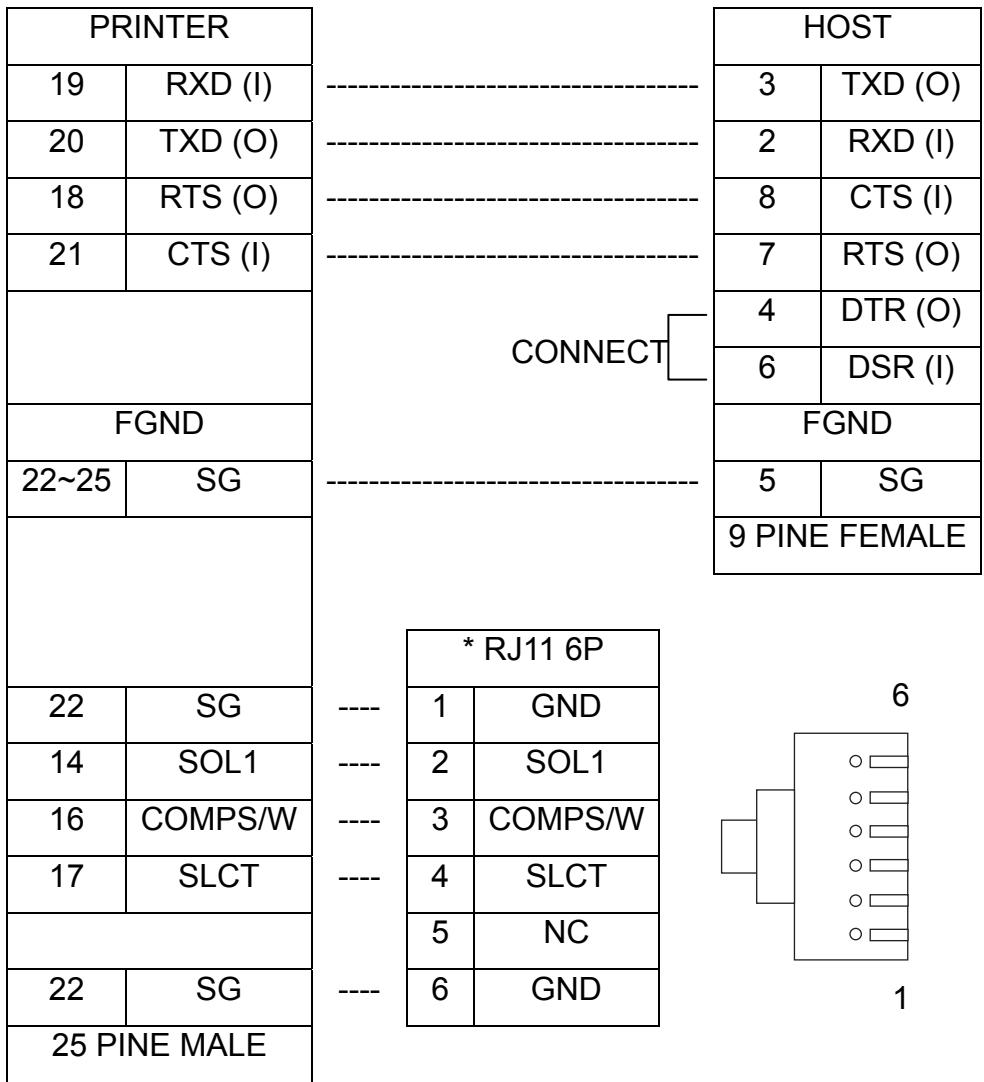 PRINTER HOST
19 RXD (I) ---------------------------------- 3 TXD (O)
20 TXD (O) ---------------------------------- 2 RXD (I)
18 RTS (O) ---------------------------------- 8 CTS (I)
21 CTS (I) ---------------------------------- 7 RTS (O)
4 DTR (O)
CONNECT
6 DSR (I)
FGND FGND
22~25 SG ---------------------------------- 5 SG
9 PINE FEMALE
* RJ11 6P
22 SG ---- 1 GND 6
14 SOL1 ---- 2 SOL1
16 COMPS/W ---- 3 COMPS/W
17 SLCT ---- 4 SLCT
5 NC
22 SG ---- 6 GND 1
25 PINE MALE